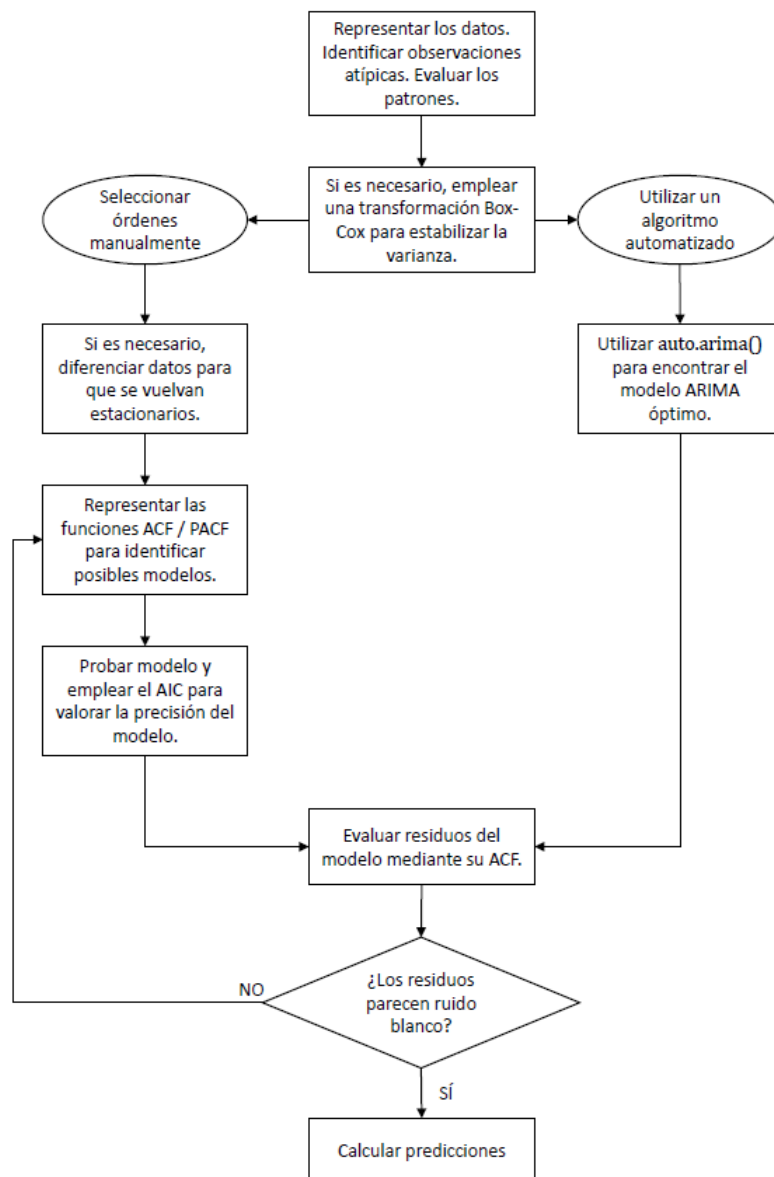 Representar los datos.
Identificar observaciones
atípicas. Evaluar los
patrones.
Seleccionar
órdenes
manualmente
Si es necesario, emplear
una transformación Box-
Cox para estabilizar la
varianza.
Utilizar un
algoritmo
automatizado
Si es necesario,
diferenciar datos para
que se vuelvan
estacionarios.
Utilizar auto.arima()
para encontrar el
modelo ARIMA
óptimo.
Representar las
funciones ACF / PACF
para identificar
posibles modelos.
Probar modelo y
emplear el AIC para
valorar la precisión del
modelo.
Evaluar residuos del
modelo mediante su ACF.
¿Los residuos
parecen ruido
blanco?
NO
SÍ
Calcular predicciones